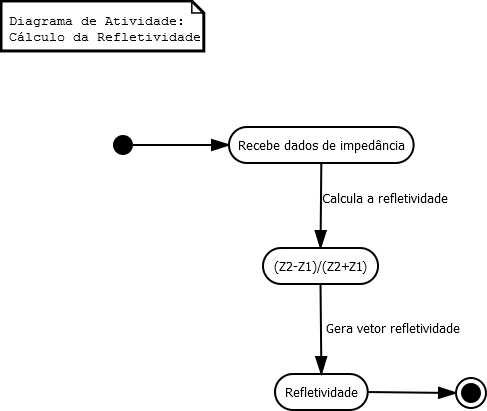 Diagrama de Atividade:
Cálculo da Refletividade
Recebe dados de impedância
Calcula a refletividade
(Z2-Z1)/(Z2+Z1)
Gera vetor refletividade
Refletividade